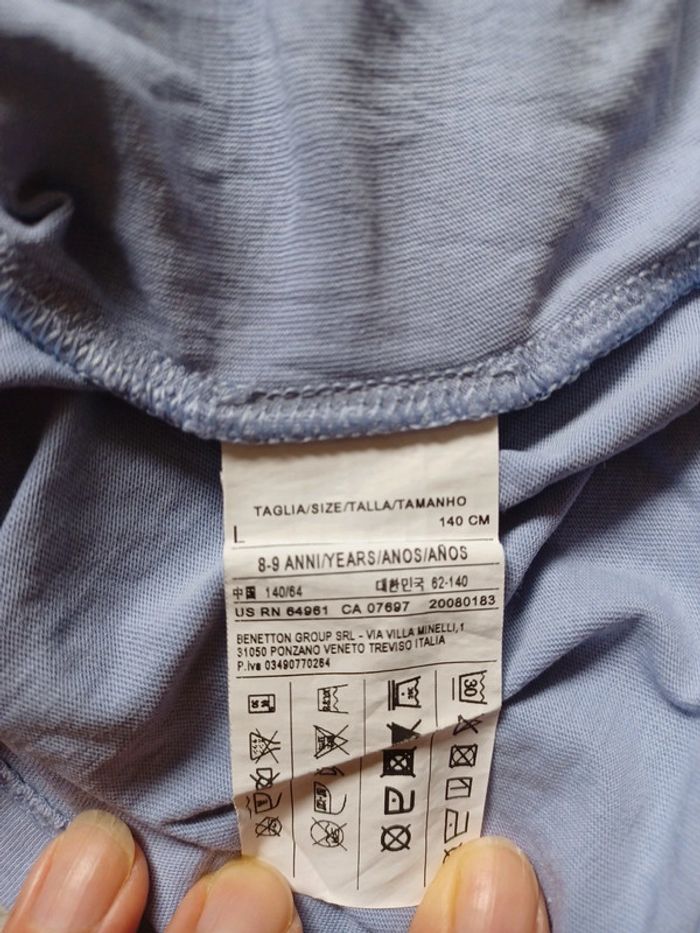 TAGLIA/SIZE/TALLA/TAMANHO
L 140 CM
8-9 ANNI/YEARS/ANOS/AÑOS
中国 140/64 대한민국 62-140
US RN 64961 CA 07697 20080183
BENETTON GROUP SRL - VIA VILLA MINELLI,1
31050 PONZANO VENETO TREVISO ITALIA
P.iva 03490770264
30